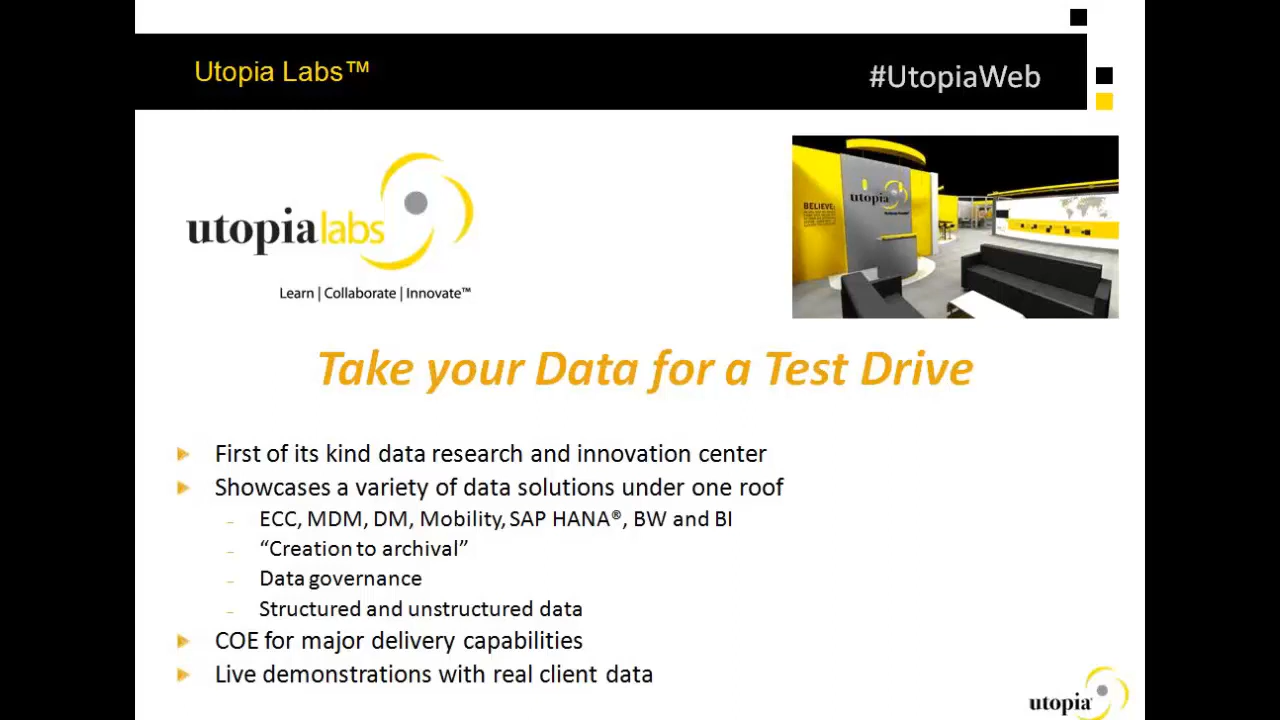 Utopia Labs™
#UtopiaWeb
utopialabs
Learn | Collaborate | Innovate™
utopia
BELIEVE:
Take your Data for a Test Drive
First of its kind data research and innovation center
Showcases a variety of data solutions under one roof
– ECC, MDM, DM, Mobility, SAP HANA®, BW and BI
– “Creation to archival”
– Data governance
– Structured and unstructured data
COE for major delivery capabilities
Live demonstrations with real client data
utopia